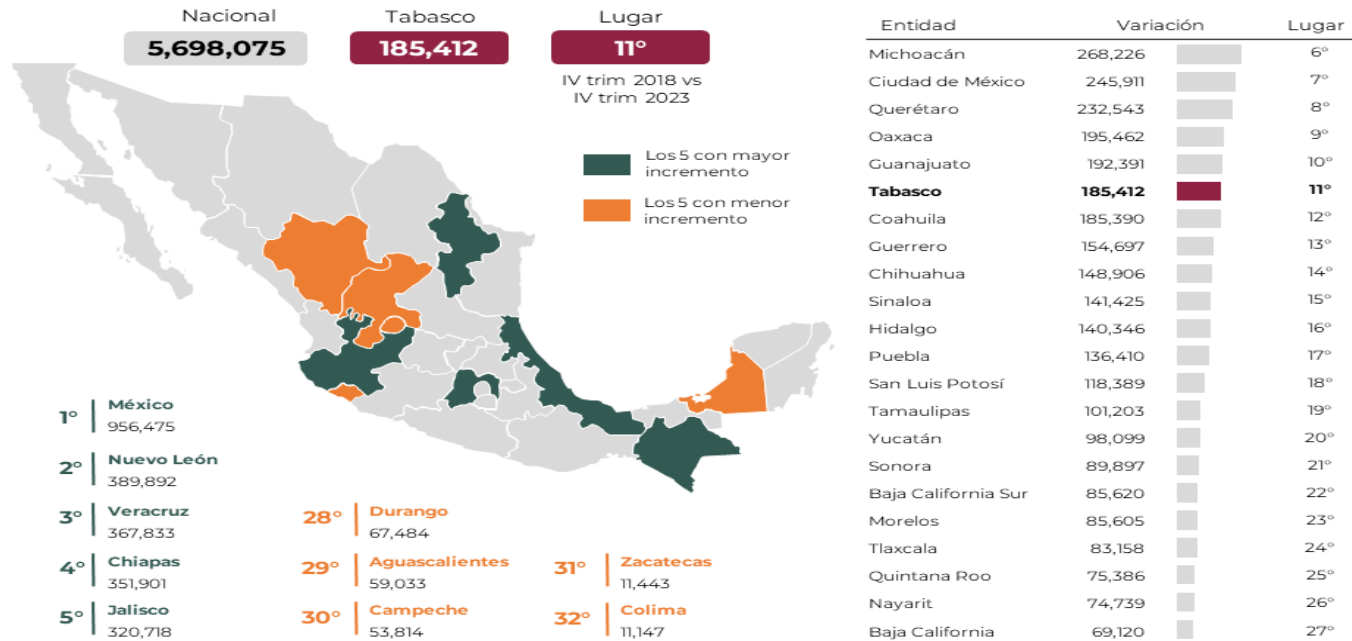 Nacional
5,698,075
Tabasco
185,412
Lugar
11°
IV trim 2018 vs
IV trim 2023
Los 5 con mayor
incremento
Los 5 con menor
incremento
1° México
956,475
2° Nuevo León
389,892
3° Veracruz
367,833
4° Chiapas
351,901
5° Jalisco
320,718
28° Durango
67,484
29° Aguascalientes
59,033
30° Campeche
53,814
31° Zacatecas
11,443
32° Colima
11,147
Entidad Variación Lugar
Michoacán 268,226 6°
Ciudad de México 245,911 7°
Querétaro 232,543 8°
Oaxaca 195,462 9°
Guanajuato 192,391 10°
Tabasco 185,412 11°
Coahuila 185,390 12°
Guerrero 154,697 13°
Chihuahua 148,906 14°
Sinaloa 141,425 15°
Hidalgo 140,346 16°
Puebla 136,410 17°
San Luis Potosí 118,389 18°
Tamaulipas 101,203 19°
Yucatán 98,099 20°
Sonora 89,897 21°
Baja California Sur 85,620 22°
Morelos 85,605 23°
Tlaxcala 83,158 24°
Quintana Roo 75,386 25°
Nayarit 74,739 26°
Baja California 69,120 27°